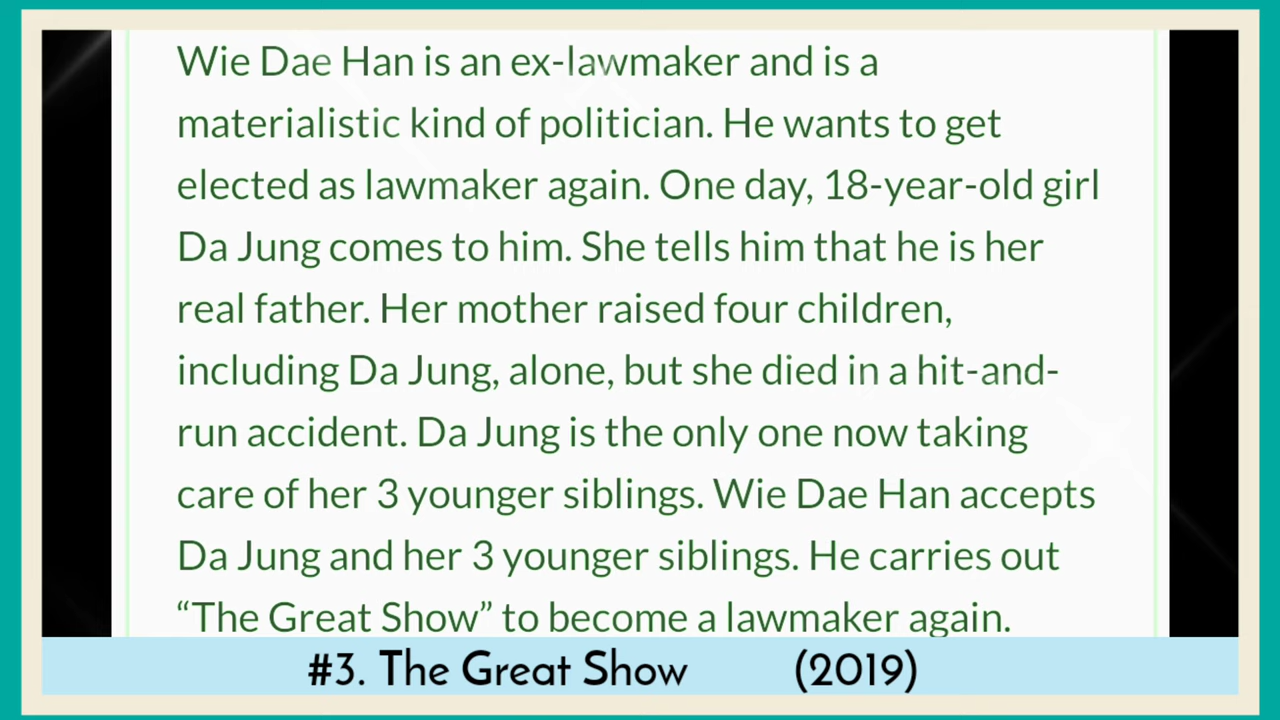 Wie Dae Han is an ex-lawmaker and is a
materialistic kind of politician. He wants to get
elected as lawmaker again. One day, 18-year-old girl
Da Jung comes to him. She tells him that he is her
real father. Her mother raised four children,
including Da Jung, alone, but she died in a hit-and-
run accident. Da Jung is the only one now taking
care of her 3 younger siblings. Wie Dae Han accepts
Da Jung and her 3 younger siblings. He carries out
“The Great Show” to become a lawmaker again.
#3. The Great Show (2019)